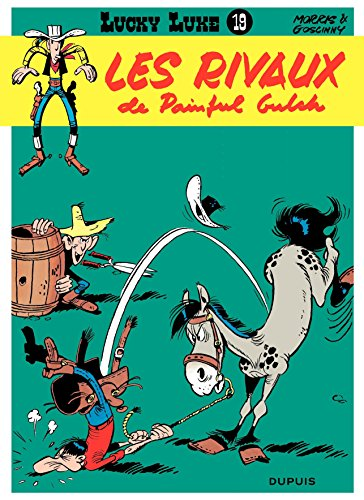 LUCKY LUKE 19 MORRIS & GOSCINNY
LES RIVAUX
de Painful Gulch
DUPUIS